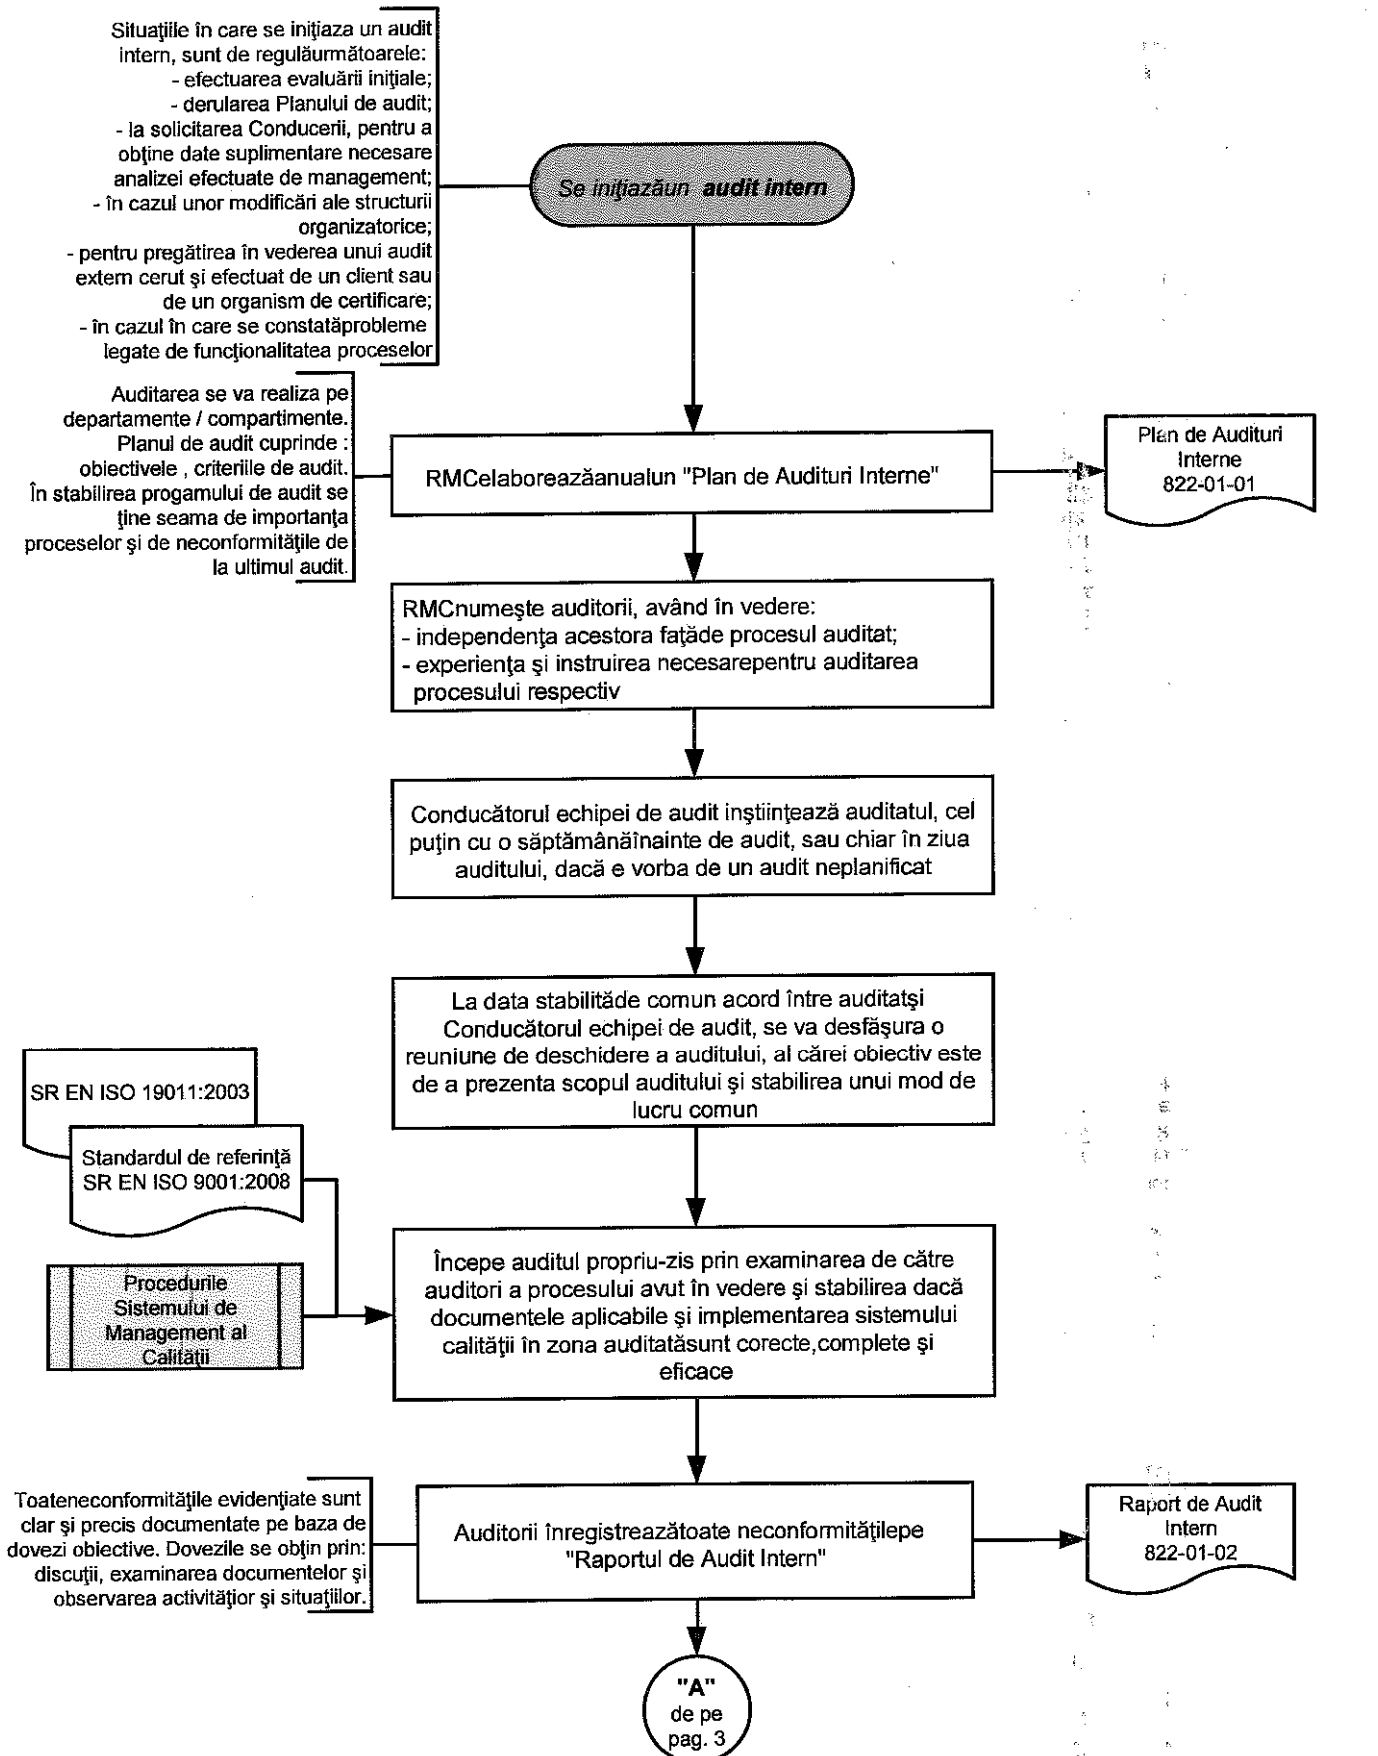 Situaţiile în care se iniţiaza un audit
intern, sunt de regulăurmătoarele:
- efectuarea evaluării iniţiale;
- derularea Planului de audit;
- la solicitarea Conducerii, pentru a
obţine date suplimentare necesare
analizei efectuate de management;
- în cazul unor modificări ale structurii
organizatorice;
- pentru pregătirea în vederea unui audit
extern cerut şi efectuat de un client sau
de un organism de certificare;
- în cazul în care se constatăprobleme
legate de funcţionalitatea proceselor
Se iniţiazăun audit intern
Auditarea se va realiza pe
departamente / compartimente.
Planul de audit cuprinde :
obiectivele , criteriile de audit.
În stabilirea progamului de audit se
ţine seama de importanţa
proceselor şi de neconformităţile de
la ultimul audit.
RMCelaboreazăanualun "Plan de Audituri Interne"
Plan de Audituri
Interne
822-01-01
RMCnumeşte auditorii, având în vedere:
- independenţa acestora faţăde procesul auditat;
- experienţa şi instruirea necesarepentru auditarea
procesului respectiv
Conducătorul echipei de audit inştiinţează auditatul, cel
puţin cu o săptămânăînainte de audit, sau chiar în ziua
auditului, dacă e vorba de un audit neplanificat
La data stabilităde comun acord între auditatşi
Conducătorul echipei de audit, se va desfăşura o
reuniune de deschidere a auditului, al cărei obiectiv este
de a prezenta scopul auditului şi stabilirea unui mod de
lucru comun
SR EN ISO 19011:2003
Standardul de referinţă
SR EN ISO 9001:2008
Procedurile
Sistemului de
Management al
Calităţii
Începe auditul propriu-zis prin examinarea de către
auditori a procesului avut în vedere şi stabilirea dacă
documentele aplicabile şi implementarea sistemului
calităţii în zona auditatăsunt corecte,complete şi
eficace
Toateneconformităţile evidenţiate sunt
clar şi precis documentate pe baza de
dovezi obiective. Dovezile se obţin prin:
discuţii, examinarea documentelor şi
observarea activităţior şi situaţiilor.
Auditorii înregistreazătoate neconformităţilepe
"Raportul de Audit Intern"
Raport de Audit
Intern
822-01-02
"A"
de pe
pag. 3